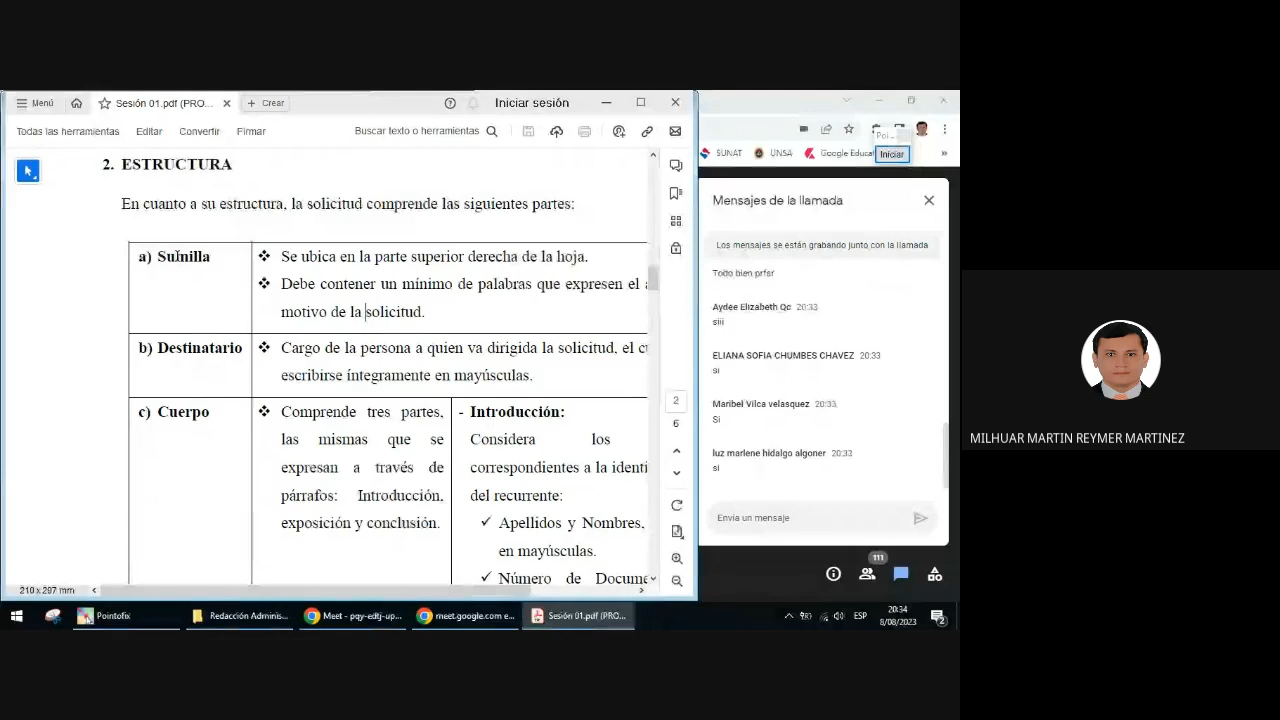 Menú
Sesión 01.pdf (PRO...
Crear
Iniciar sesión
Todas las herramientas
Editar
Convertir
Firmar
Buscar texto o herramientas
2. ESTRUCTURA
En cuanto a su estructura, la solicitud comprende las siguientes partes:
a) Sumilla
❖ Se ubica en la parte superior derecha de la hoja.
❖ Debe contener un mínimo de palabras que expresen el
motivo de la solicitud.
b) Destinatario
❖ Cargo de la persona a quien va dirigida la solicitud, el
escribirse íntegramente en mayúsculas.
c) Cuerpo
❖ Comprende tres partes,
las mismas que se
expresan a través de
párrafos: Introducción,
exposición y conclusión.
- Introducción:
Considera los
correspondientes a la identi
del recurrente:
✓ Apellidos y Nombres,
en mayúsculas.
✓ Número de Docume
2
6
210 x 297 mm
Poi...
SUNAT
UNSA
Google Educa
Iniciar
»
Mensajes de la llamada
Los mensajes se están grabando junto con la llamada
Todo bien prfsr
Aydee Elizabeth Qc 20:33
siii
ELIANA SOFIA CHUMBES CHAVEZ 20:33
si
Maribel Vilca velasquez 20:33
Si
luz marlene hidalgo algoner 20:33
si
Envía un mensaje
111
MILHUAR MARTIN REYMER MARTINEZ
Pointofix
Redacción Adminis...
Meet - pqy-edtj-up...
meet.google.com e...
Sesión 01.pdf (PRO...
ESP
20:34
8/08/2023
2